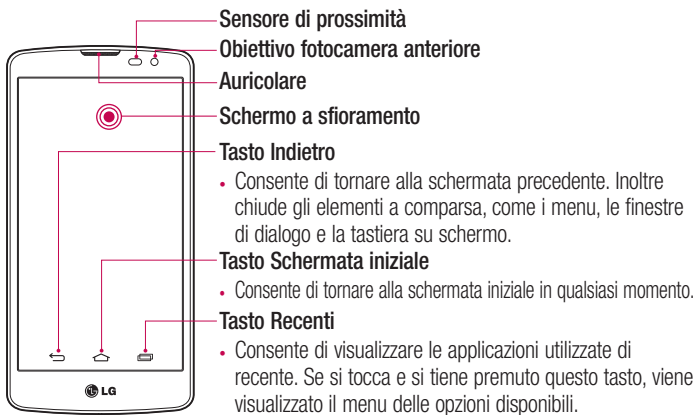 Sensore di prossimità
Obiettivo fotocamera anteriore
Auricolare
Schermo a sfioramento
Tasto Indietro
• Consente di tornare alla schermata precedente. Inoltre
chiude gli elementi a comparsa, come i menu, le finestre
di dialogo e la tastiera su schermo.
Tasto Schermata iniziale
• Consente di tornare alla schermata iniziale in qualsiasi momento.
Tasto Recenti
• Consente di visualizzare le applicazioni utilizzate di
recente. Se si tocca e si tiene premuto questo tasto, viene
visualizzato il menu delle opzioni disponibili.
LG